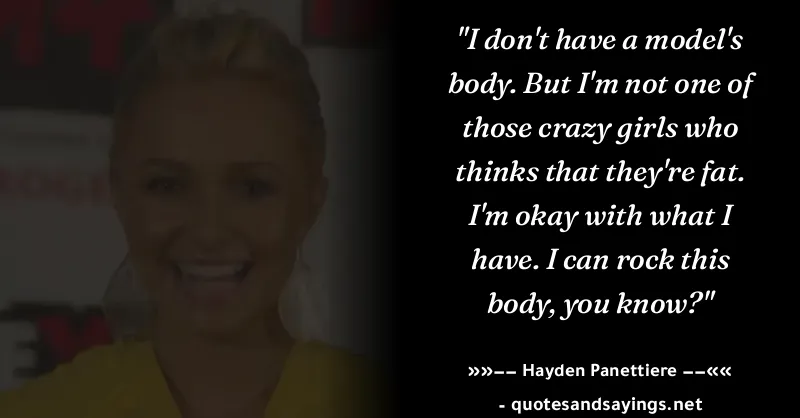 "I don't have a model's
body. But I'm not one of
those crazy girls who
thinks that they're fat.
I'm okay with what I
have. I can rock this
body, you know?"
»»–– Hayden Panettiere ––««
- quotesandsayings.net